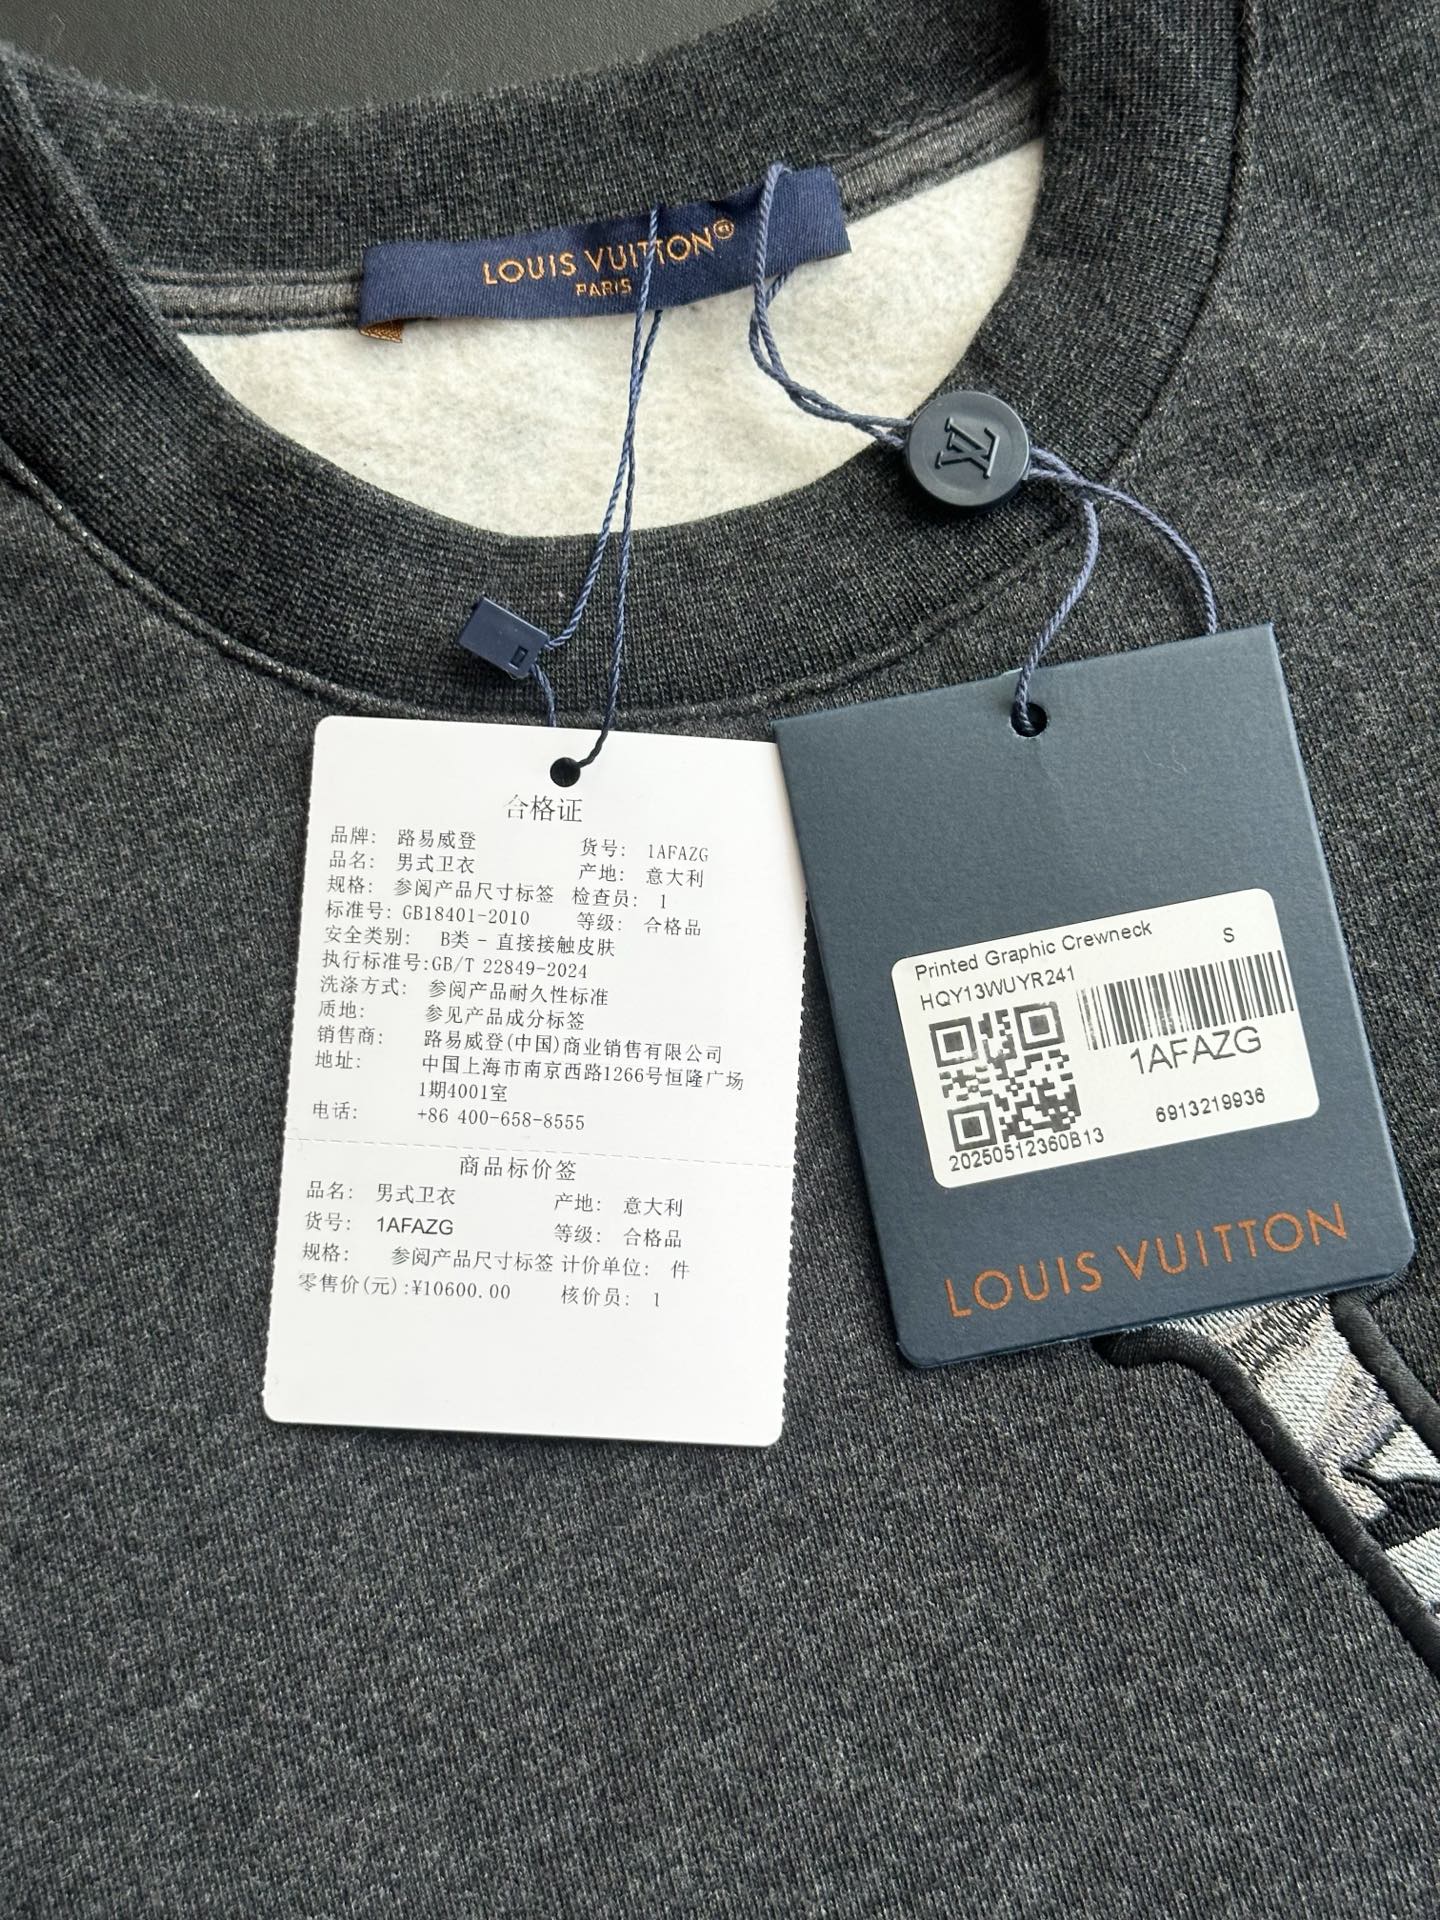 LOUIS VUITTON®
PARIS
LV
合格证
品牌: 路易威登 货号: 1AFAZG
品名: 男式卫衣 产地: 意大利
规格: 参阅产品尺寸标签 检查员: 1
标准号: GB18401-2010 等级: 合格品
安全类别: B类 - 直接接触皮肤
执行标准号:GB/T 22849-2024
洗涤方式: 参阅产品耐久性标准
质地: 参见产品成分标签
销售商: 路易威登(中国)商业销售有限公司
地址: 中国上海市南京西路1266号恒隆广场
1期4001室
电话: +86 400-658-8555
商品标价签
品名: 男式卫衣 产地: 意大利
货号: 1AFAZG 等级: 合格品
规格: 参阅产品尺寸标签 计价单位: 件
零售价(元):¥10600.00 核价员: 1
Printed Graphic Crewneck S
HQY13WUYR241
1AFAZG
6913219936
20250512360B13
LOUIS VUITTON